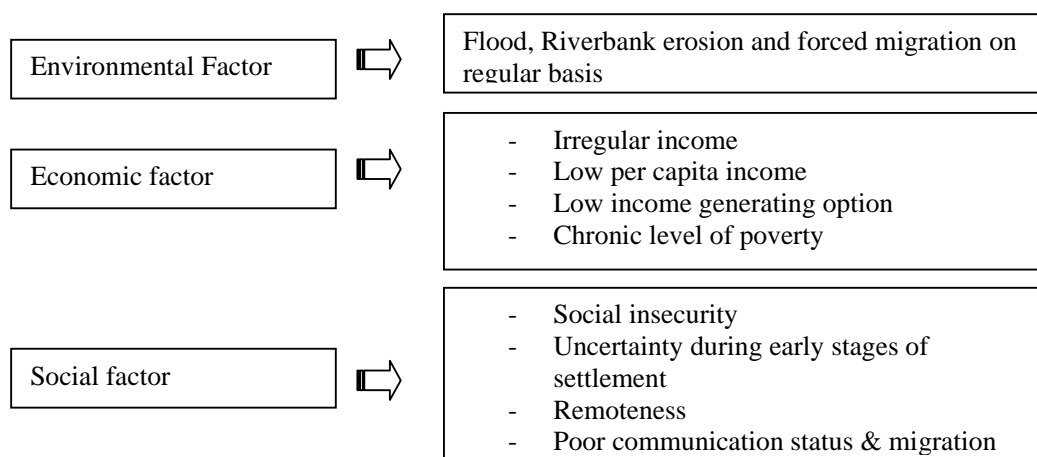 Environmental Factor
Flood, Riverbank erosion and forced migration on
regular basis
Economic factor
- Irregular income
- Low per capita income
- Low income generating option
- Chronic level of poverty
Social factor
- Social insecurity
- Uncertainty during early stages of
settlement
- Remoteness
- Poor communication status & migration